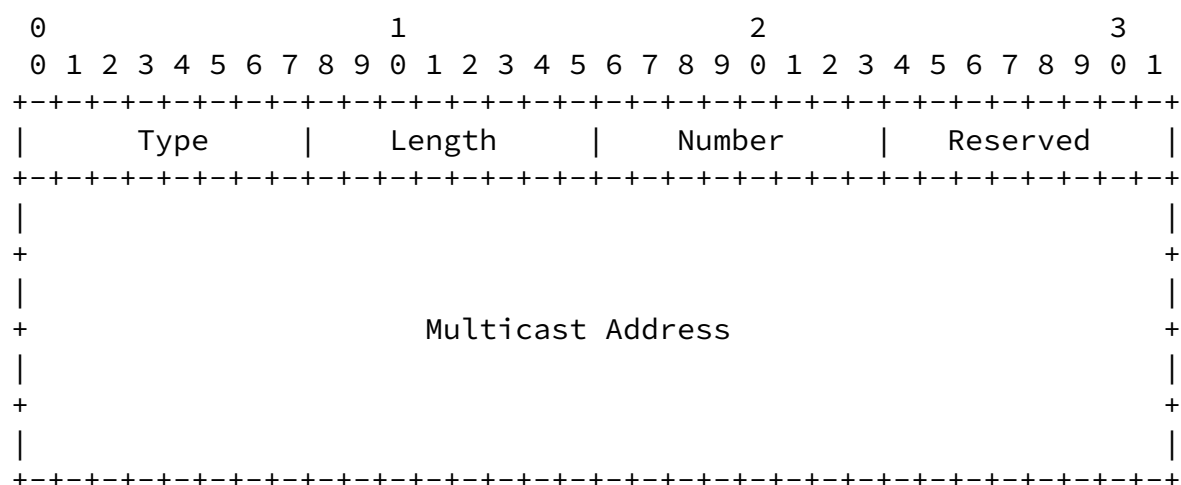 0                   1                   2                   3
 0 1 2 3 4 5 6 7 8 9 0 1 2 3 4 5 6 7 8 9 0 1 2 3 4 5 6 7 8 9 0 1
+-+-+-+-+-+-+-+-+-+-+-+-+-+-+-+-+-+-+-+-+-+-+-+-+-+-+-+-+-+-+-+-+
|      Type     |    Length     |    Number     |   Reserved    |
+-+-+-+-+-+-+-+-+-+-+-+-+-+-+-+-+-+-+-+-+-+-+-+-+-+-+-+-+-+-+-+-+
|                                                               |
+                                                               +
|                                                               |
+                      Multicast Address                        +
|                                                               |
+                                                               +
|                                                               |
+-+-+-+-+-+-+-+-+-+-+-+-+-+-+-+-+-+-+-+-+-+-+-+-+-+-+-+-+-+-+-+-+